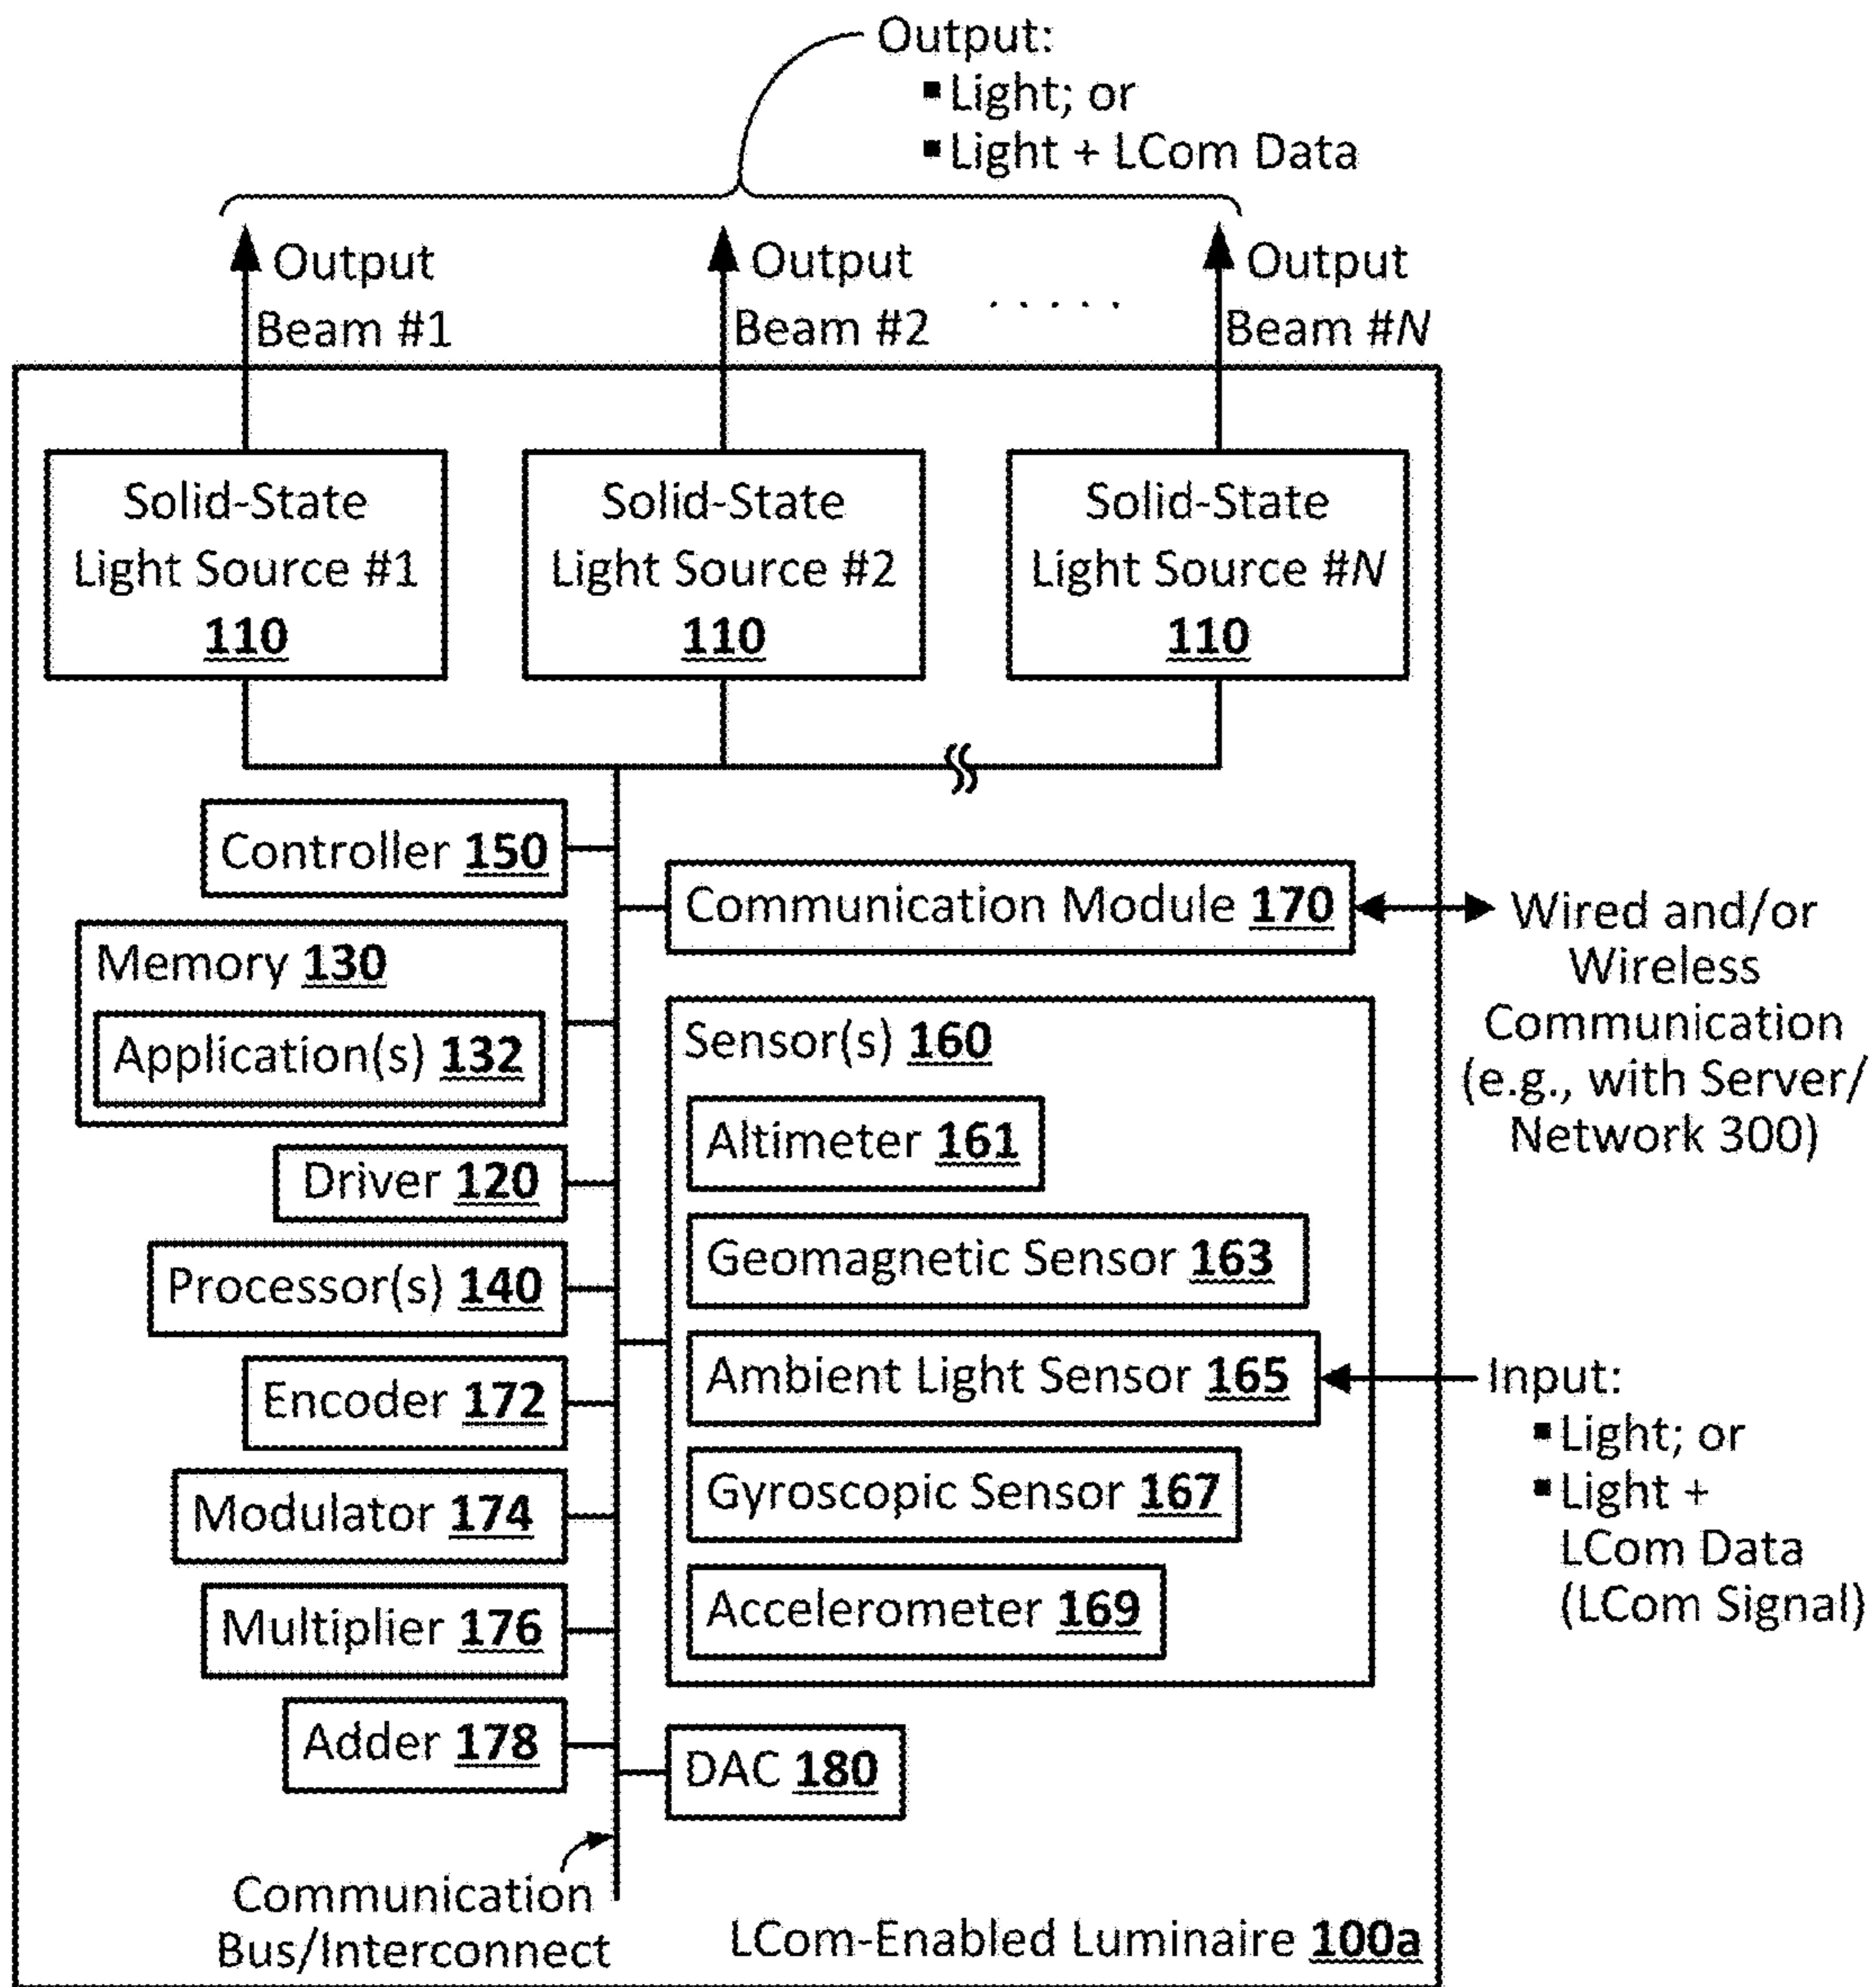 Output:
▪ Light; or
▪ Light + LCom Data
Output
Beam #1
Output
Beam #2
. . . . .
Output
Beam #N
Solid-State
Light Source #1
110
Solid-State
Light Source #2
110
Solid-State
Light Source #N
110
Controller 150
Communication Module 170
Wired and/or
Wireless
Communication
(e.g., with Server/
Network 300)
Memory 130
Application(s) 132
Driver 120
Processor(s) 140
Encoder 172
Modulator 174
Multiplier 176
Adder 178
Sensor(s) 160
Altimeter 161
Geomagnetic Sensor 163
Ambient Light Sensor 165
Gyroscopic Sensor 167
Accelerometer 169
Input:
▪ Light; or
▪ Light +
LCom Data
(LCom Signal)
DAC 180
Communication
Bus/Interconnect
LCom-Enabled Luminaire 100a